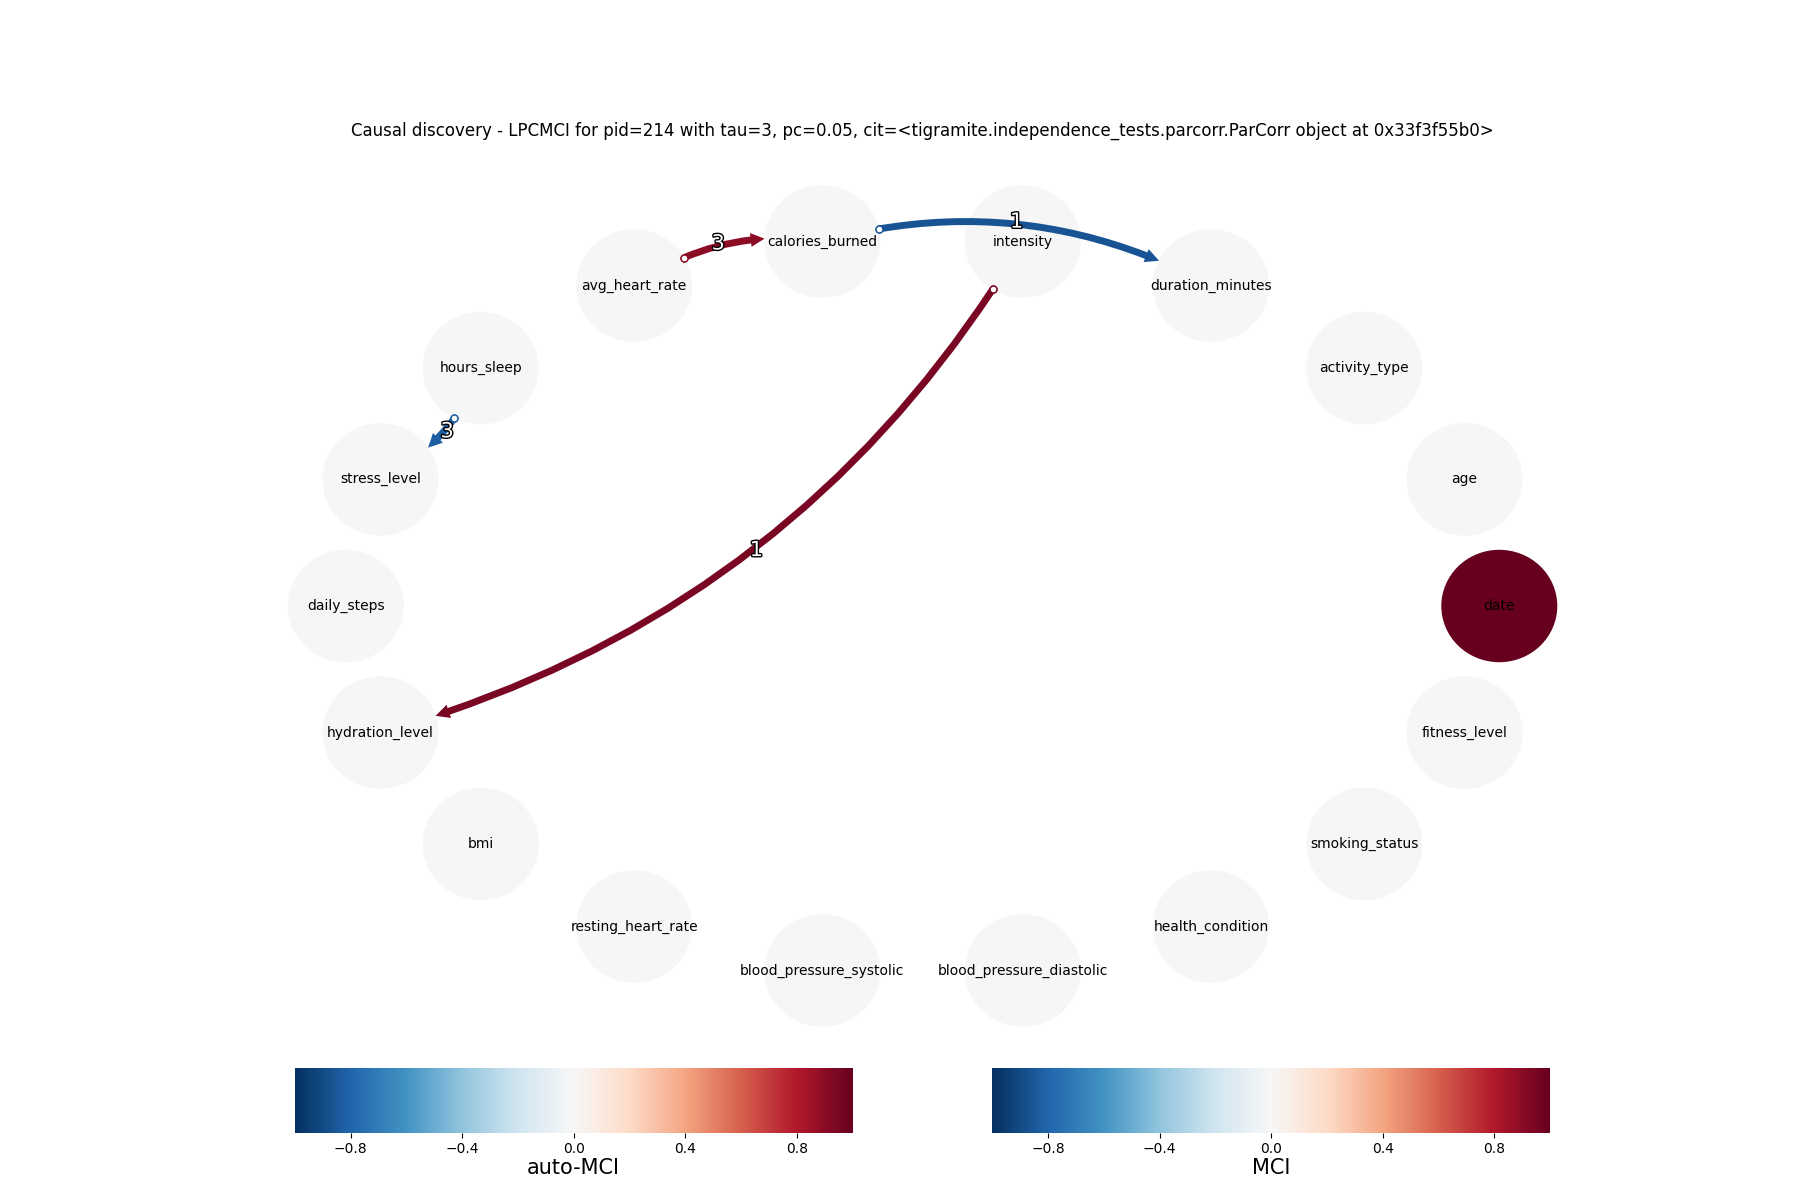 Causal discovery - LPCMCI for pid=214 with tau=3, pc=0.05, cit=<tigramite.independence_tests.parcorr.ParCorr object at 0x33f3f55b0>
1
3
calories_burned
intensity
avg_heart_rate
duration_minutes
hours_sleep
activity_type
3
stress_level
age
1
daily_steps
date
hydration_level
fitness_level
bmi
smoking_status
resting_heart_rate
health_condition
blood_pressure_systolic
blood_pressure_diastolic
−0.8 −0.4 0.0 0.4 0.8
auto-MCI
−0.8 −0.4 0.0 0.4 0.8
MCI